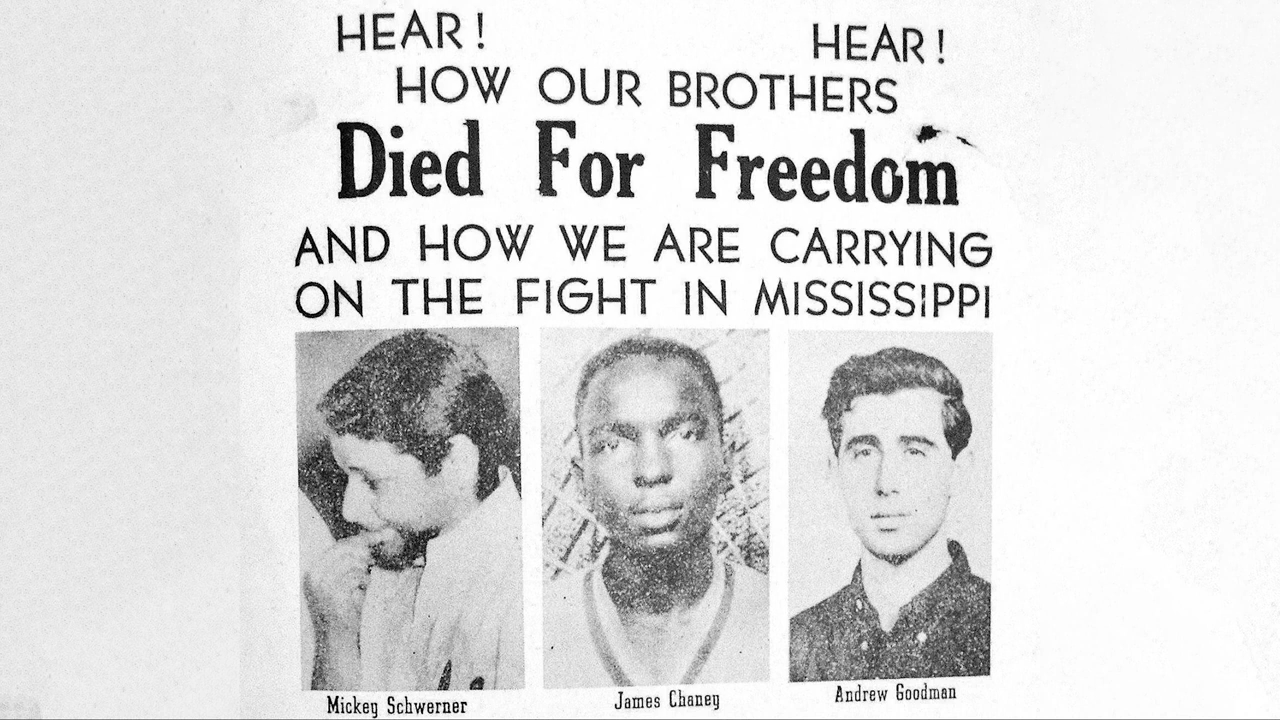 HEAR! HEAR!
HOW OUR BROTHERS
Died For Freedom
AND HOW WE ARE CARRYING
ON THE FIGHT IN MISSISSIPPI
Mickey Schwerner James Chaney Andrew Goodman